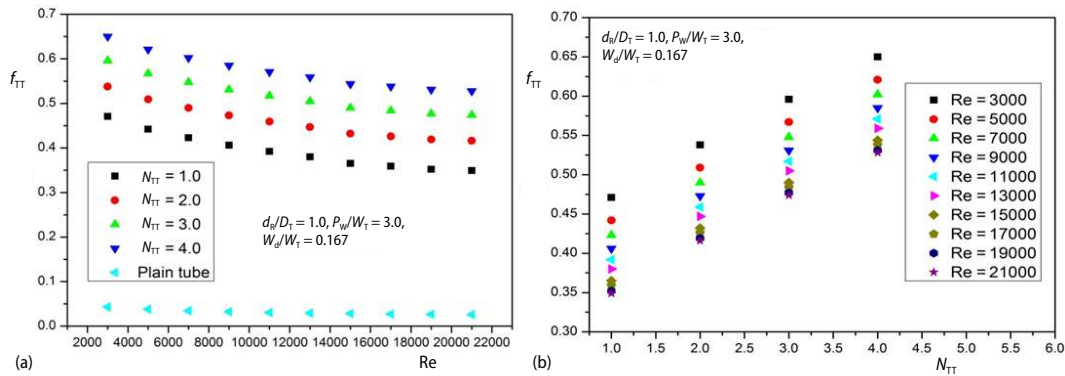 0.7
0.6
0.5
0.4
0.3
0.2
0.1
0.0
f_TT
N_TT = 1.0
N_TT = 2.0
N_TT = 3.0
N_TT = 4.0
Plain tube
d_R/D_T = 1.0, P_W/W_T = 3.0,
W_d/W_T = 0.167
2000 4000 6000 8000 10000 12000 14000 16000 18000 20000 22000
(a)
Re
0.70
0.65
0.60
0.55
0.50
0.45
0.40
0.35
0.30
f_TT
d_R/D_T = 1.0, P_W/W_T = 3.0,
W_d/W_T = 0.167
Re = 3000
Re = 5000
Re = 7000
Re = 9000
Re = 11000
Re = 13000
Re = 15000
Re = 17000
Re = 19000
Re = 21000
1.0 1.5 2.0 2.5 3.0 3.5 4.0 4.5 5.0 5.5 6.0
(b)
N_TT